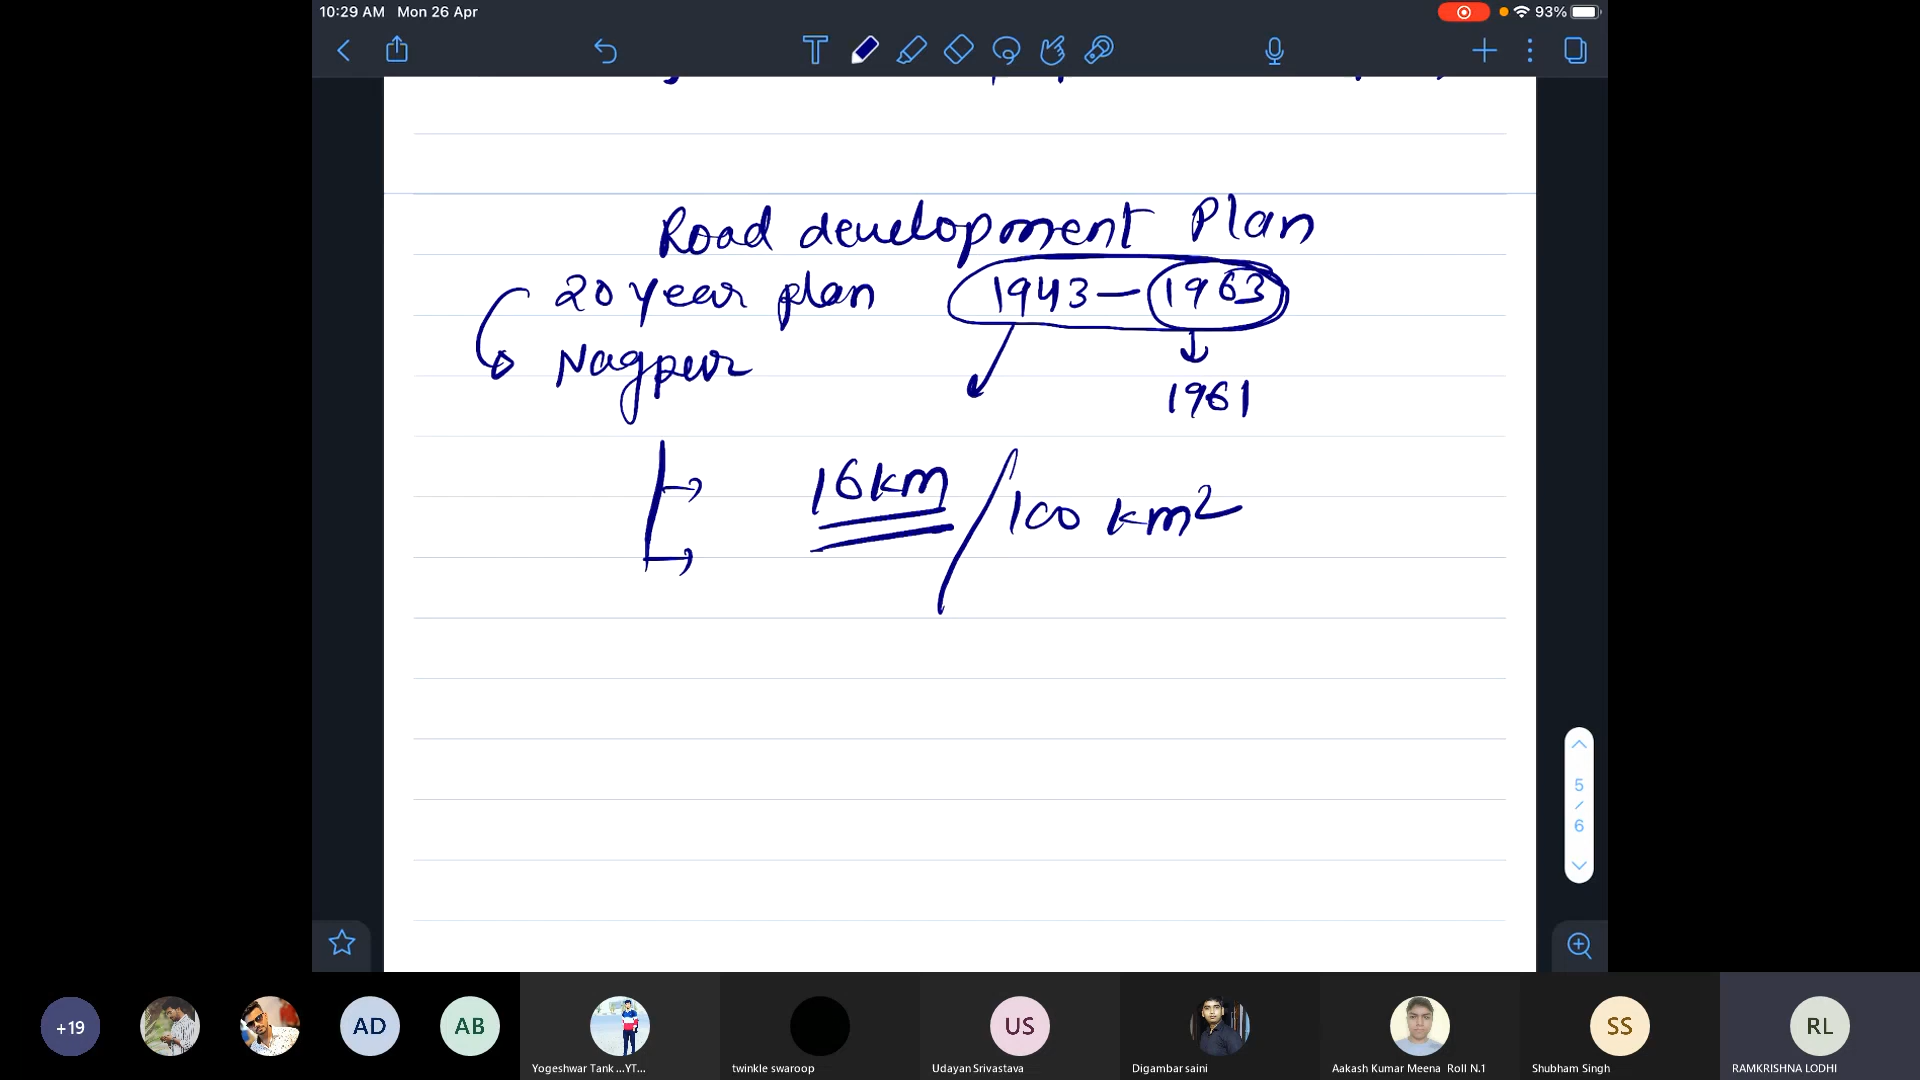 10:29 AM Mon 26 Apr
93%
Road development Plan
20 year plan 1943 – 1963
Nagpur
1961
16 km / 100 km²
5
/
6
+19
AD
AB
US
SS
RL
Yogeshwar Tank ...YT...
twinkle swaroop
Udayan Srivastava
Digambar saini
Aakash Kumar Meena Roll N.1
Shubham Singh
RAMKRISHNA LODHI